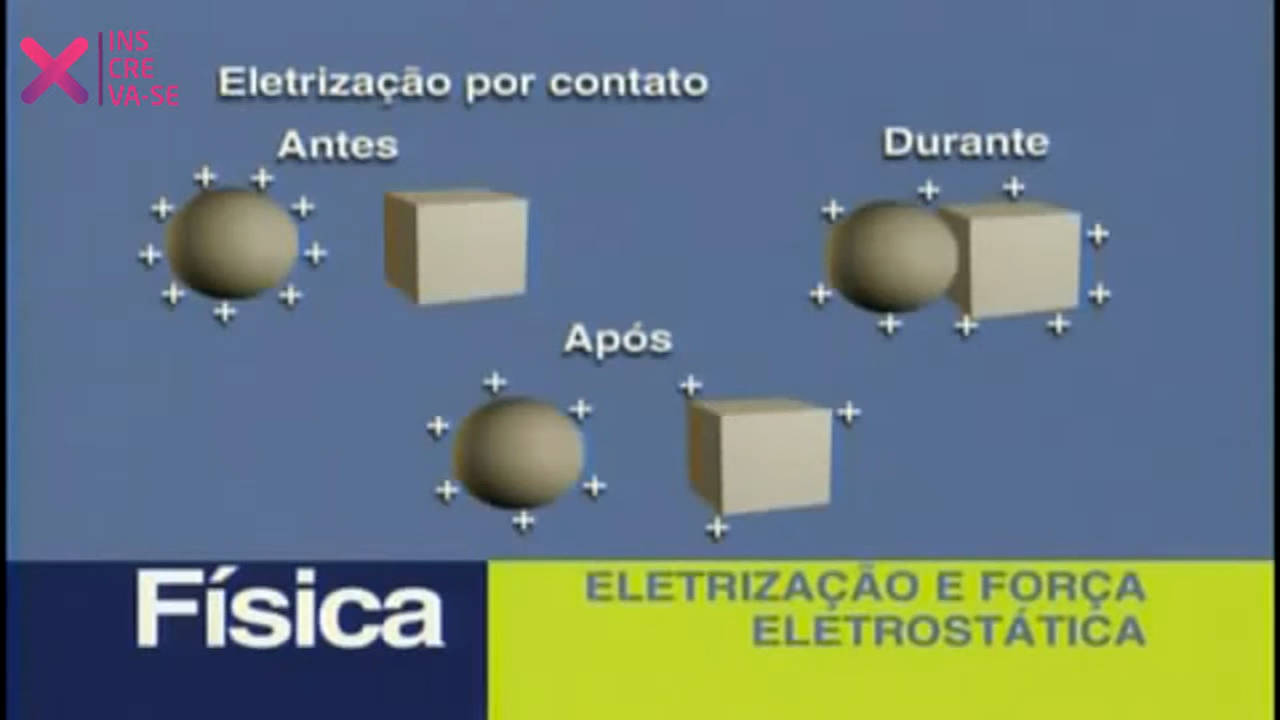 INS
CRE
VA-SE
Eletrização por contato
Antes
Durante
Após
Física
ELETRIZAÇÃO E FORÇA
ELETROSTÁTICA